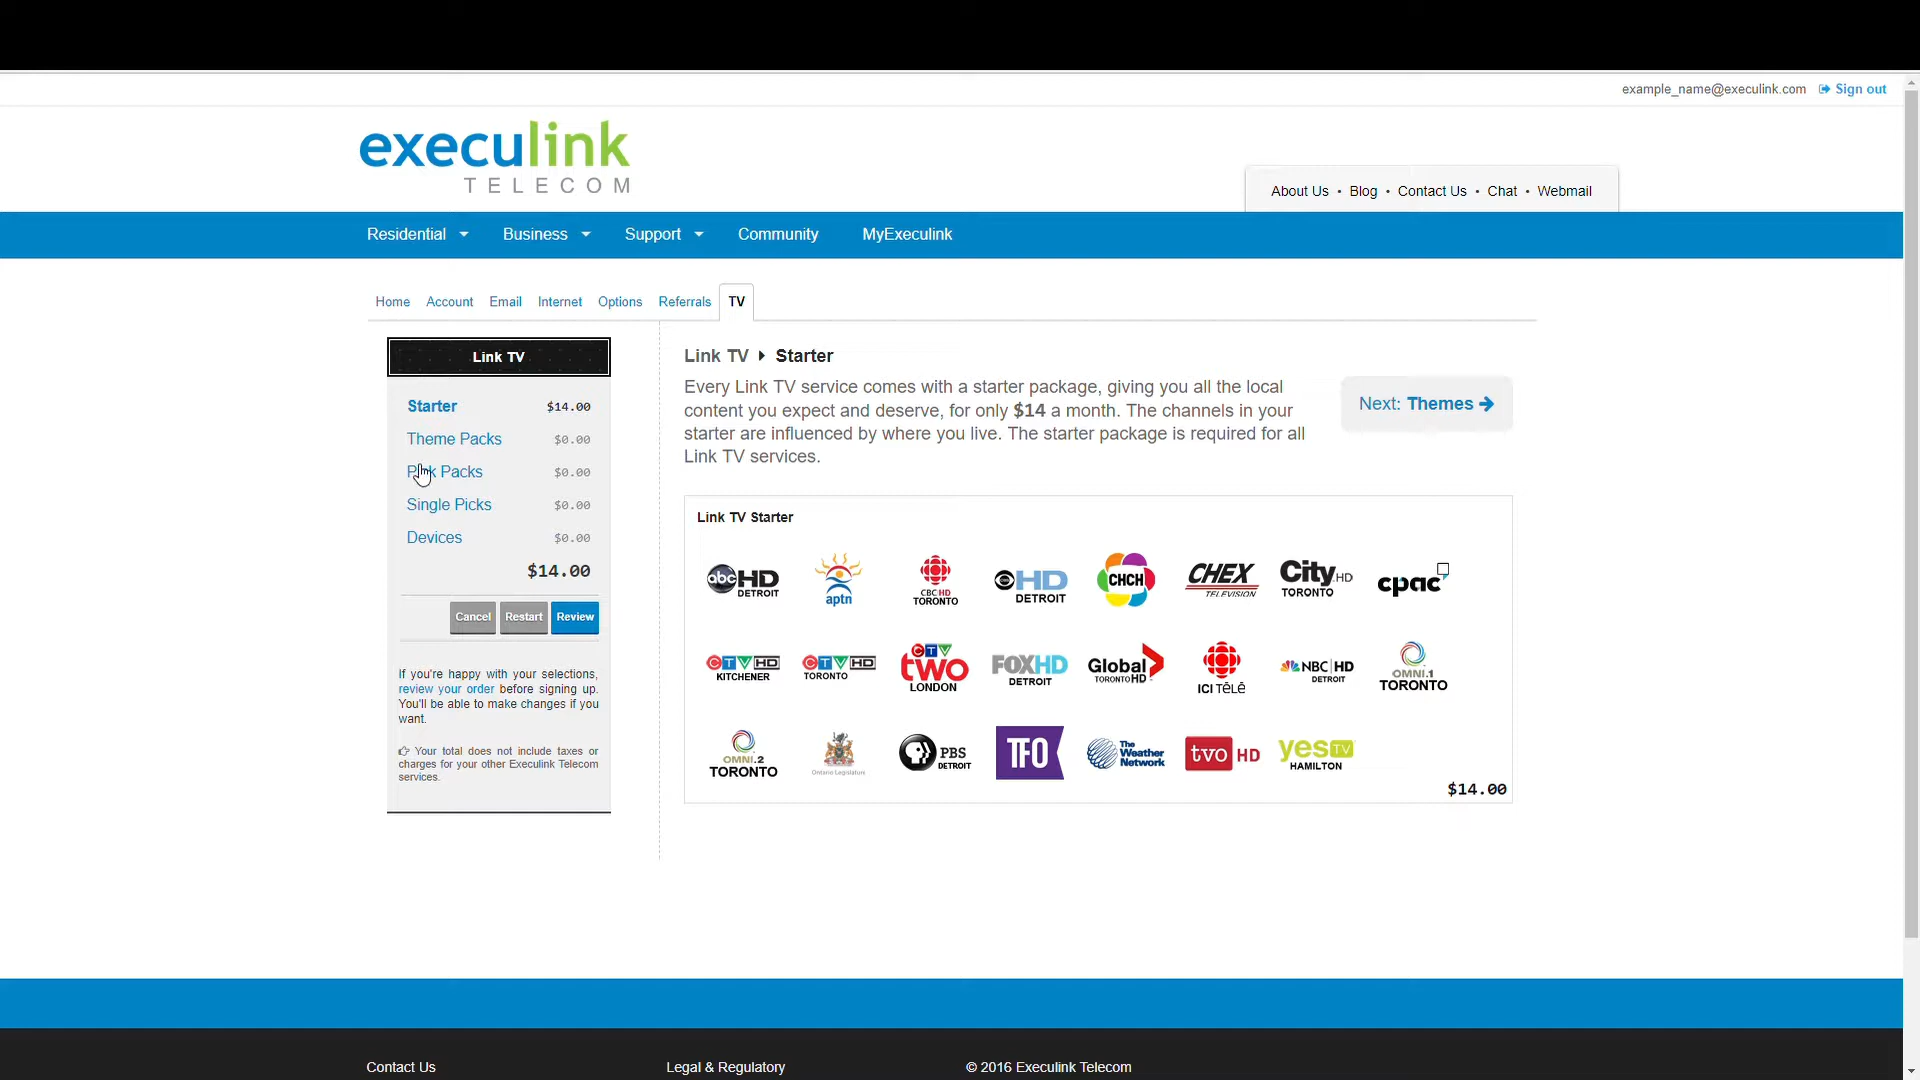 example_name@execulink.com Sign out
execulink
TELECOM
About Us • Blog • Contact Us • Chat • Webmail
Residential Business Support Community MyExeculink
Home Account Email Internet Options Referrals TV
Link TV
Starter $14.00
Theme Packs $0.00
Pick Packs $0.00
Single Picks $0.00
Devices $0.00
$14.00
Cancel Restart Review
If you're happy with your selections,
review your order before signing up.
You'll be able to make changes if you
want.
Your total does not include taxes or
charges for your other Execulink Telecom
services.
Link TV Starter
Every Link TV service comes with a starter package, giving you all the local
content you expect and deserve, for only $14 a month. The channels in your
starter are influenced by where you live. The starter package is required for all
Link TV services.
Next: Themes
Link TV Starter
abc HD DETROIT
aptn
CBC HD TORONTO
HD DETROIT
CHCH
CHEX TELEVISION
City HD TORONTO
cpac
CTV HD KITCHENER
CTV HD TORONTO
CTV two LONDON
FOX HD DETROIT
Global TORONTO HD
ICI TÉLÉ
NBC HD DETROIT
OMNI.1 TORONTO
OMNI.2 TORONTO
Ontario Legislature
PBS DETROIT
TFO
The Weather Network
tvo HD
yes TV HAMILTON
$14.00
Contact Us Legal & Regulatory © 2016 Execulink Telecom